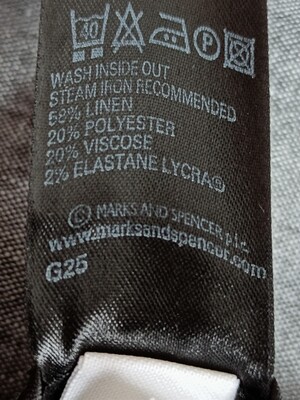 40 P
WASH INSIDE OUT
STEAM IRON RECOMMENDED
58% LINEN
20% POLYESTER
20% VISCOSE
2% ELASTANE LYCRA®
© MARKS AND SPENCER p.l.c.
www.marksandspencer.com
G25